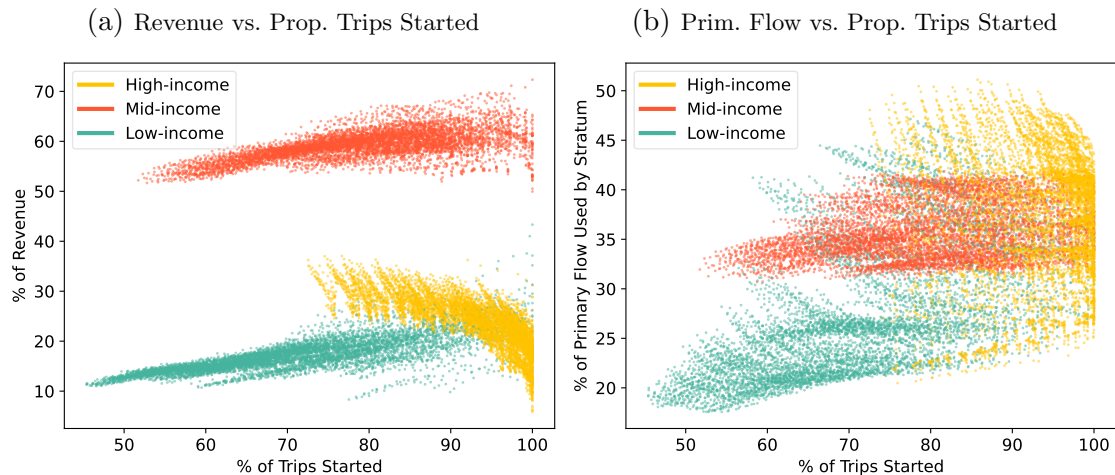 (a) Revenue vs. Prop. Trips Started
High-income
Mid-income
Low-income
% of Revenue
70
60
50
40
30
20
10
50 60 70 80 90 100
% of Trips Started
(b) Prim. Flow vs. Prop. Trips Started
High-income
Mid-income
Low-income
% of Primary Flow Used by Stratum
50
45
40
35
30
25
20
50 60 70 80 90 100
% of Trips Started